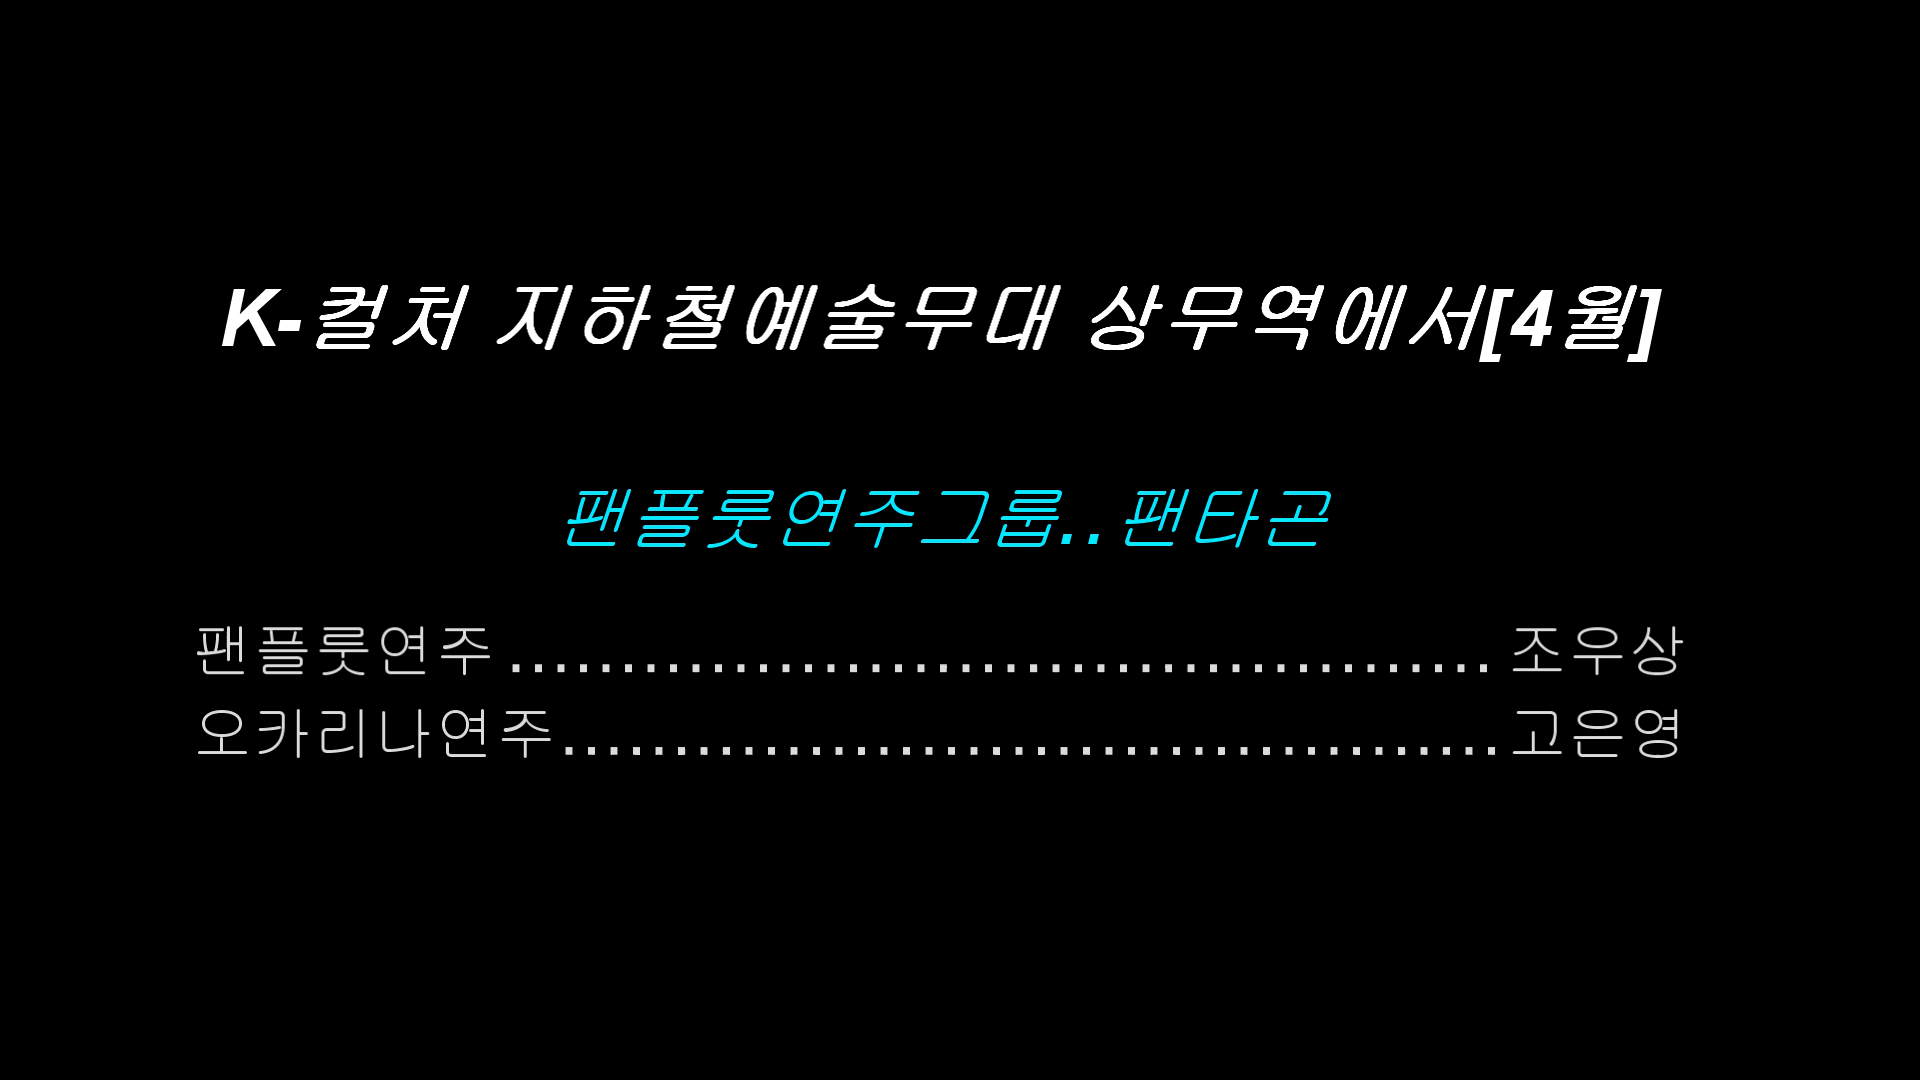 K-컬처 지하철예술무대 상무역에서[4월]
팬플룻연주그룹..팬타곤
팬플룻연주 ............................................ 조우상
오카리나연주.......................................... 고은영